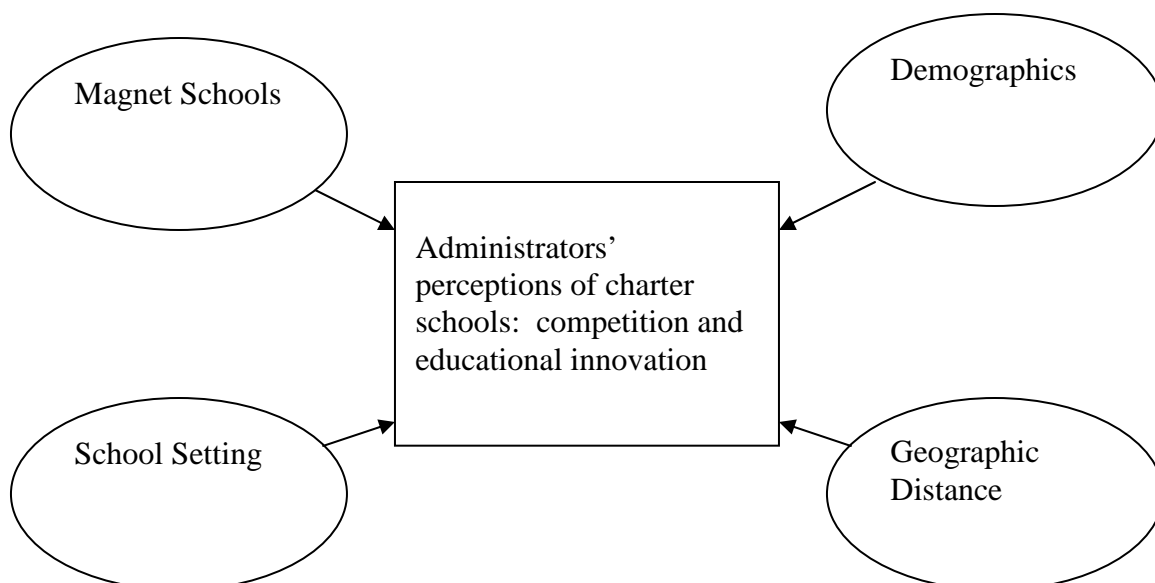 Magnet Schools
Demographics
Administrators’
perceptions of charter
schools:  competition and
educational innovation
School Setting
Geographic
Distance